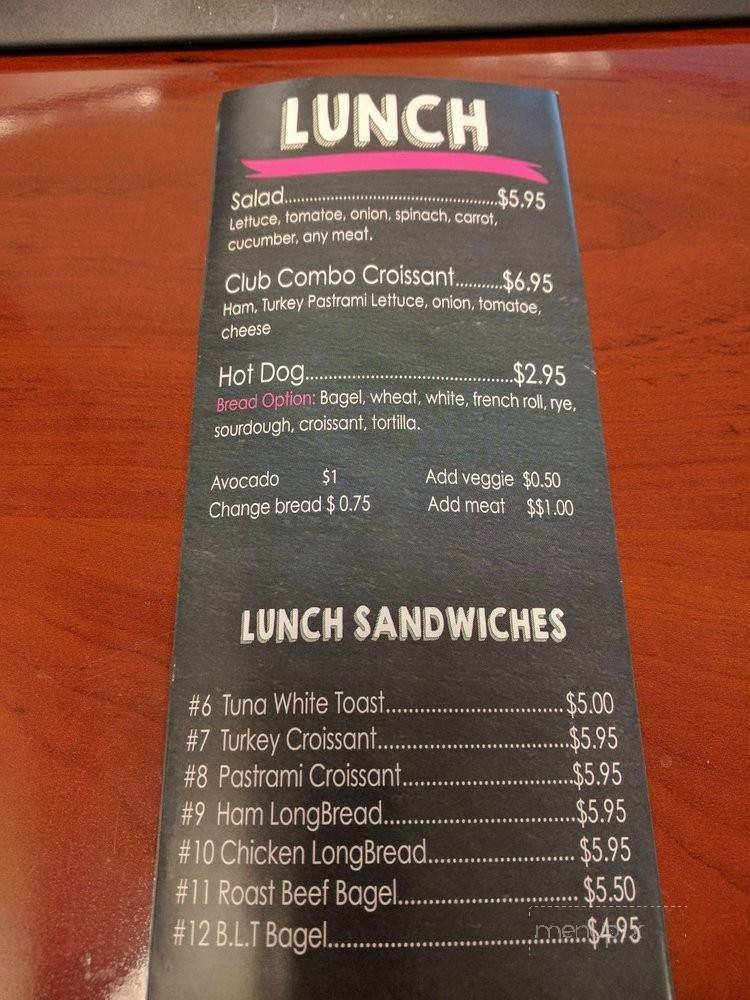 LUNCH
Salad..................................................$5.95
Lettuce, tomatoe, onion, spinach, carrot,
cucumber, any meat.
Club Combo Croissant...........$6.95
Ham, Turkey Pastrami Lettuce, onion, tomatoe,
cheese
Hot Dog.........................................$2.95
Bread Option: Bagel, wheat, white, french roll, rye,
sourdough, croissant, tortilla.
Avocado $1 Add veggie $0.50
Change bread $ 0.75 Add meat $$1.00
LUNCH SANDWICHES
#6 Tuna White Toast.............................. $5.00
#7 Turkey Croissant................................$5.95
#8 Pastrami Croissant............................$5.95
#9 Ham LongBread...............................$5.95
#10 Chicken LongBread........................ $5.95
#11 Roast Beef Bagel............................. $5.50
#12 B.L.T Bagel.........................................$4.95